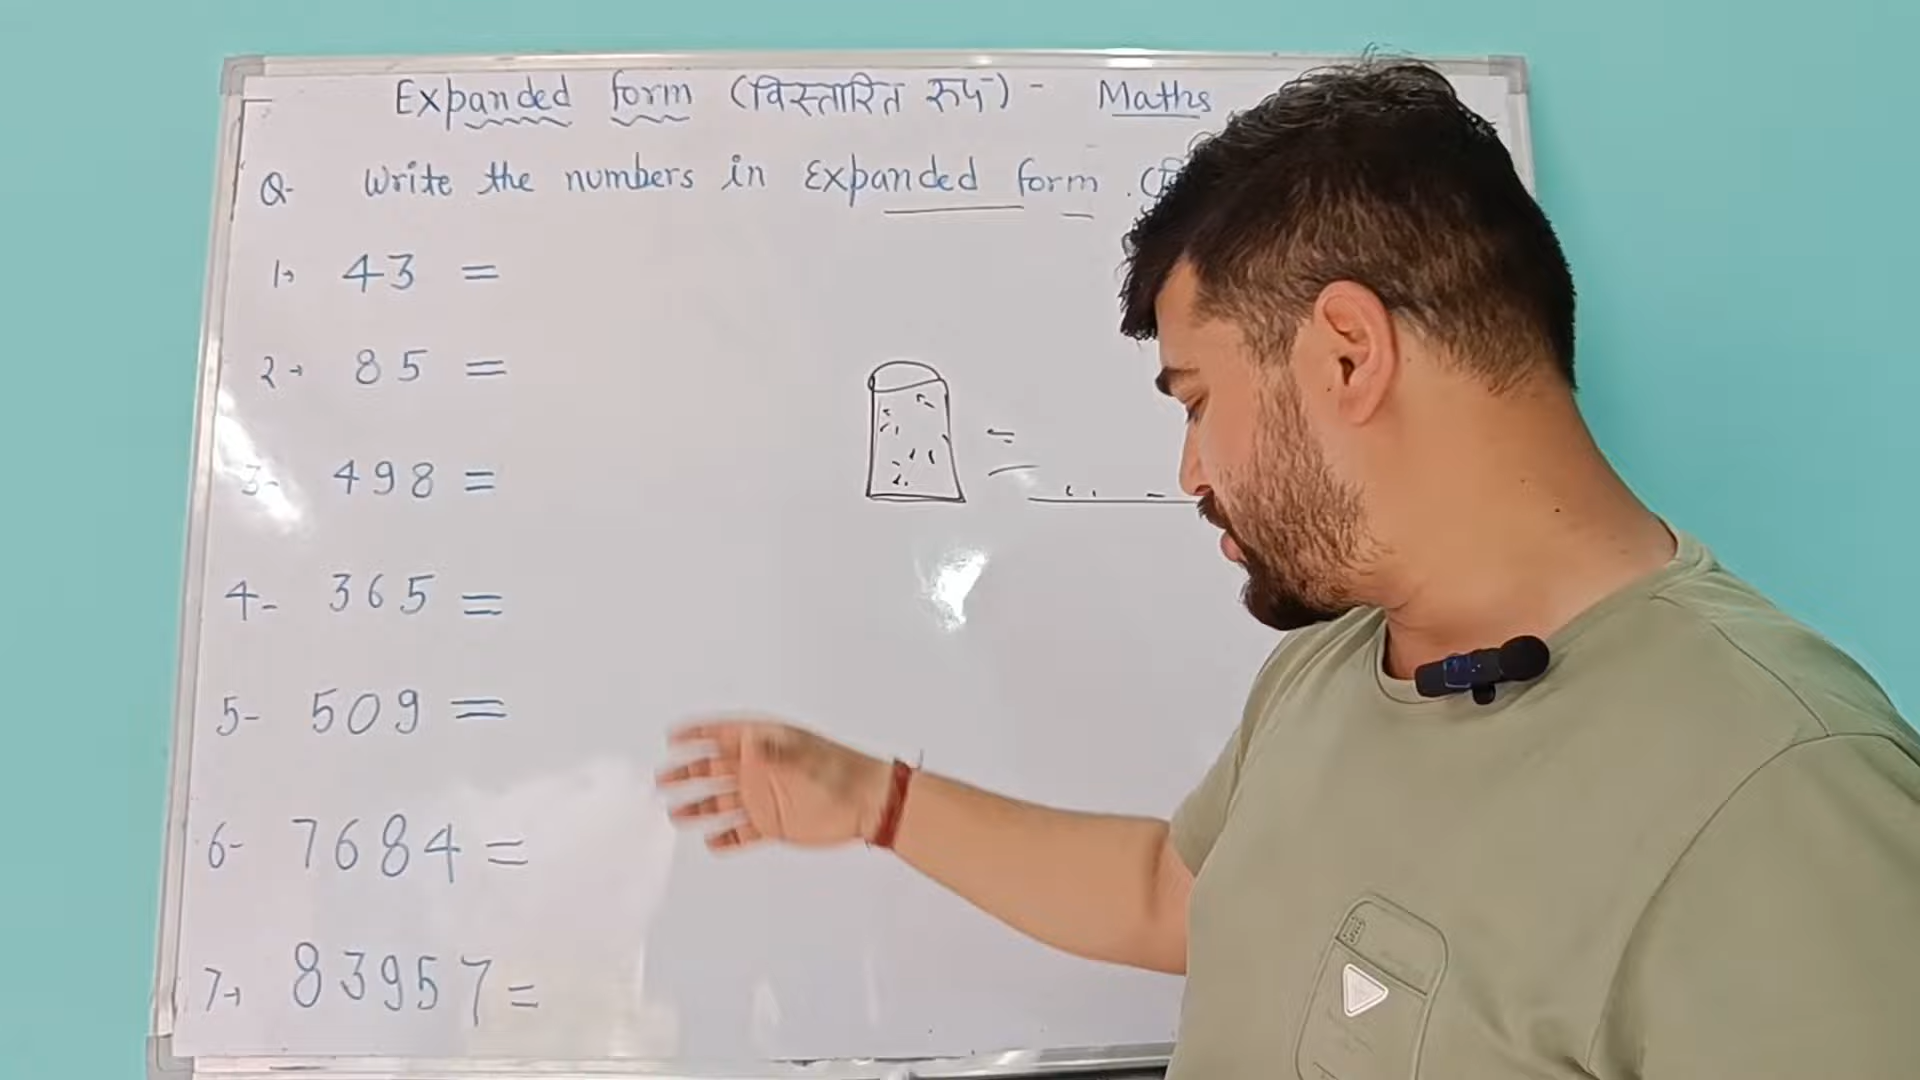 Expanded form (विस्तारित रूप) - Maths
Q- Write the numbers in Expanded form .
1→ 43 =
2→ 85 =
3- 498 =
4- 365 =
5- 509 =
6- 7684 =
7→ 83957 =